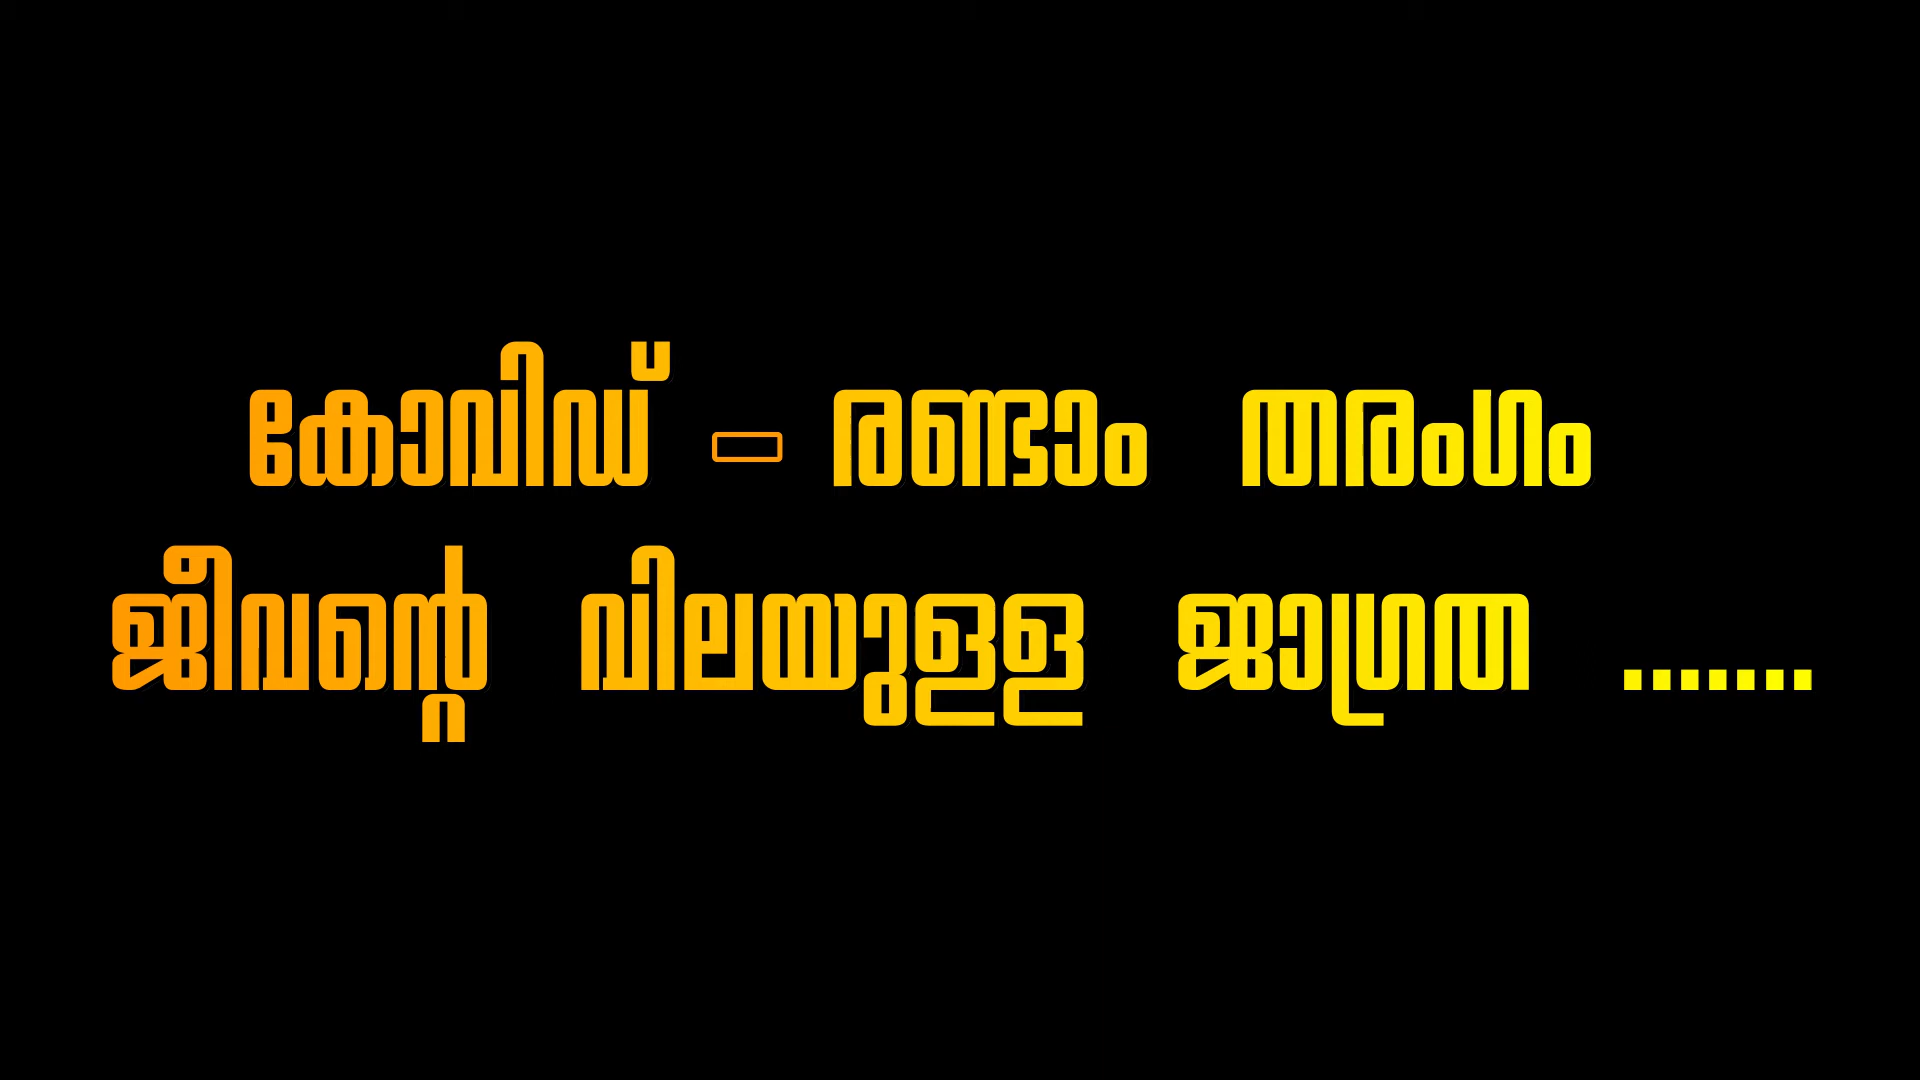 കോവിഡ് – രണ്ടാം തരംഗം
ജീവന്റെ വിലയുള്ള ജാഗ്രത .......